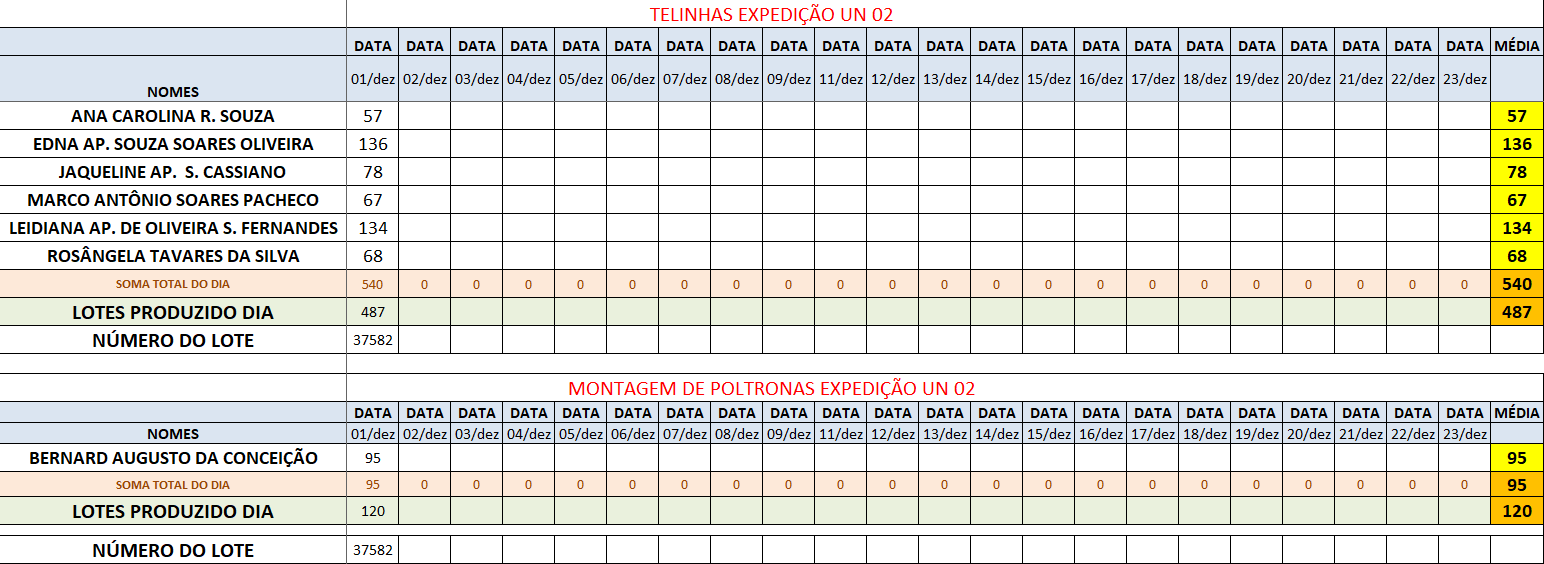 TELINHAS EXPEDIÇÃO UN 02
DATA DATA DATA DATA DATA DATA DATA DATA DATA DATA DATA DATA DATA DATA DATA DATA DATA DATA DATA DATA DATA DATA MÉDIA
NOMES 01/dez 02/dez 03/dez 04/dez 05/dez 06/dez 07/dez 08/dez 09/dez 11/dez 12/dez 13/dez 14/dez 15/dez 16/dez 17/dez 18/dez 19/dez 20/dez 21/dez 22/dez 23/dez
ANA CAROLINA R. SOUZA 57 57
EDNA AP. SOUZA SOARES OLIVEIRA 136 136
JAQUELINE AP. S. CASSIANO 78 78
MARCO ANTÔNIO SOARES PACHECO 67 67
LEIDIANA AP. DE OLIVEIRA S. FERNANDES 134 134
ROSÂNGELA TAVARES DA SILVA 68 68
SOMA TOTAL DO DIA 540 0 0 0 0 0 0 0 0 0 0 0 0 0 0 0 0 0 0 0 0 0 540
LOTES PRODUZIDO DIA 487 487
NÚMERO DO LOTE 37582
MONTAGEM DE POLTRONAS EXPEDIÇÃO UN 02
DATA DATA DATA DATA DATA DATA DATA DATA DATA DATA DATA DATA DATA DATA DATA DATA DATA DATA DATA DATA DATA DATA MÉDIA
NOMES 01/dez 02/dez 03/dez 04/dez 05/dez 06/dez 07/dez 08/dez 09/dez 11/dez 12/dez 13/dez 14/dez 15/dez 16/dez 17/dez 18/dez 19/dez 20/dez 21/dez 22/dez 23/dez
BERNARD AUGUSTO DA CONCEIÇÃO 95 95
SOMA TOTAL DO DIA 95 0 0 0 0 0 0 0 0 0 0 0 0 0 0 0 0 0 0 0 0 0 95
LOTES PRODUZIDO DIA 120 120
NÚMERO DO LOTE 37582